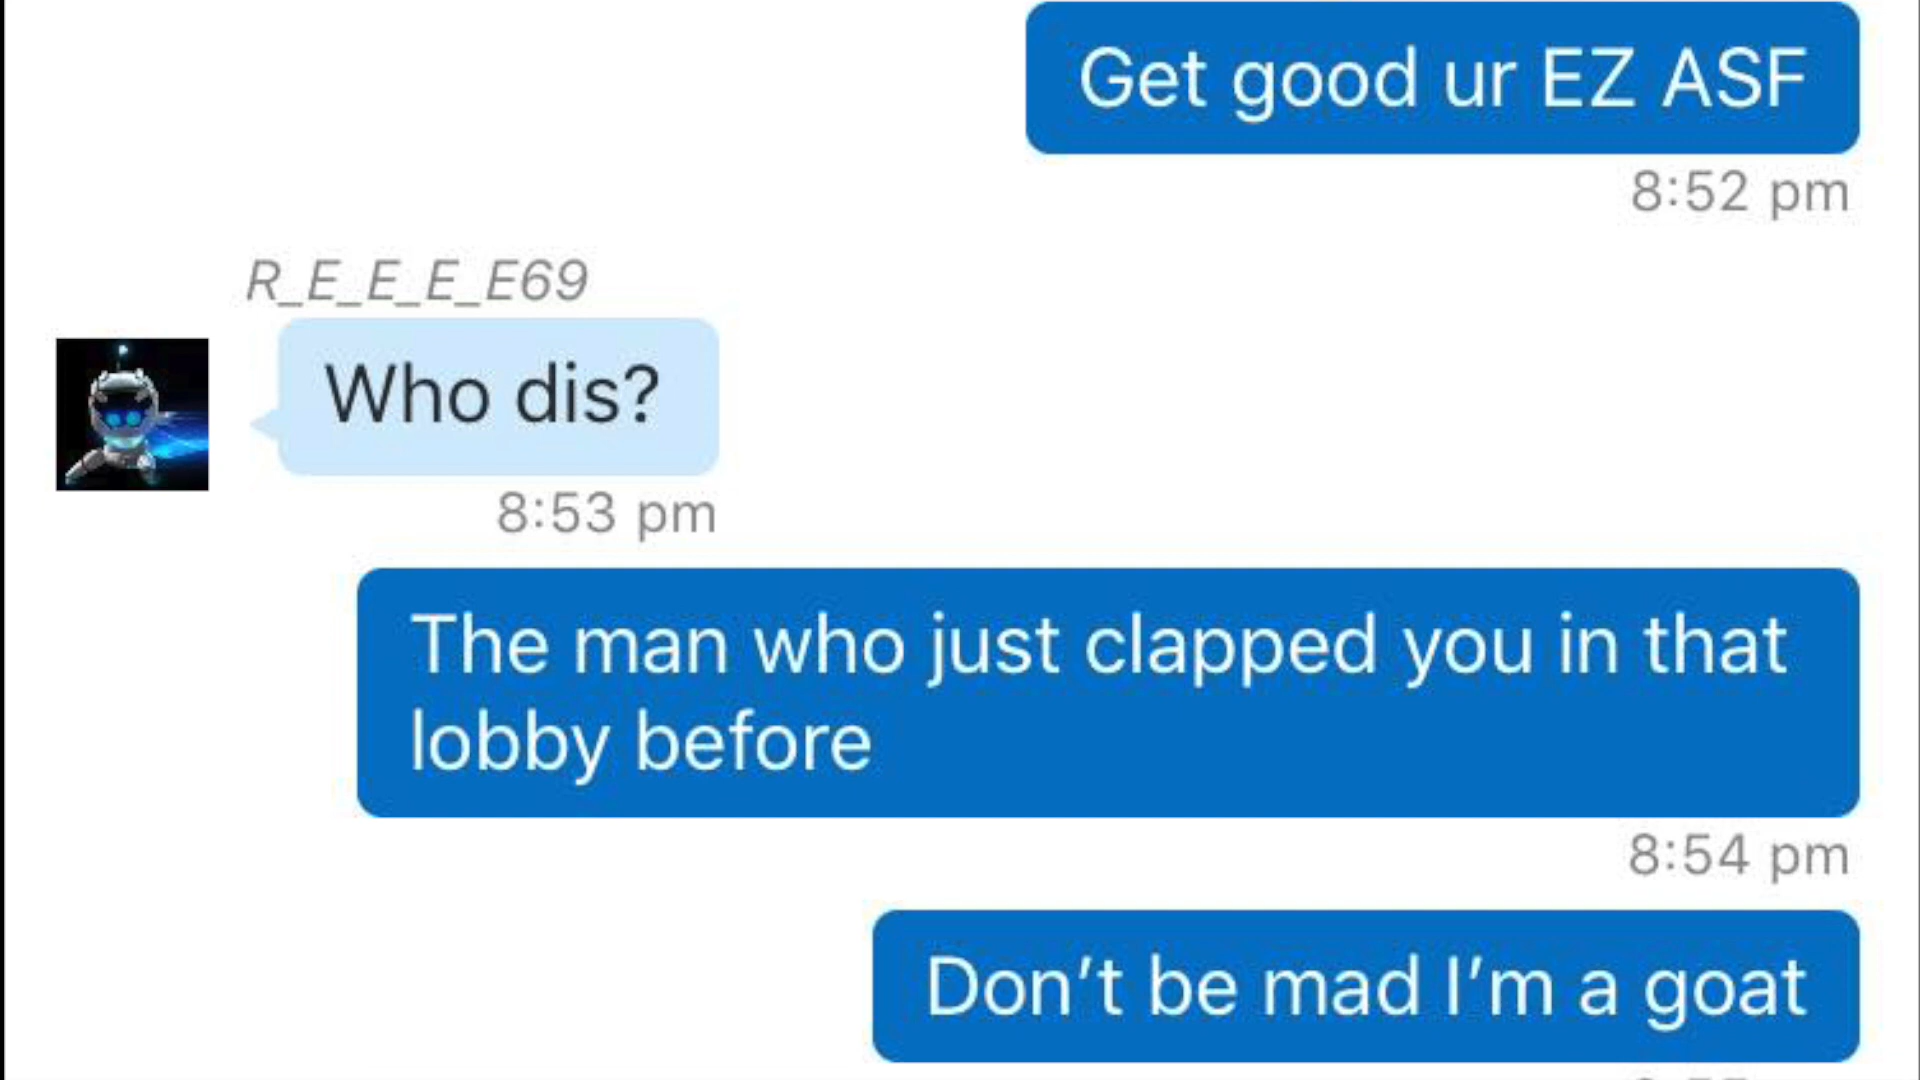 Get good ur EZ ASF
8:52 pm
R_E_E_E_E69
Who dis?
8:53 pm
The man who just clapped you in that
lobby before
8:54 pm
Don't be mad I'm a goat